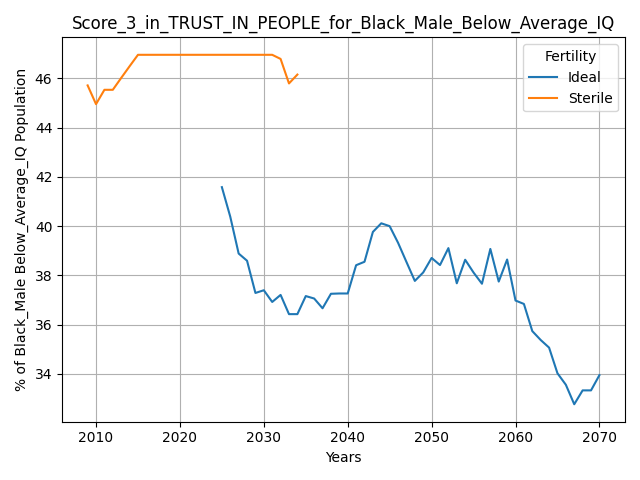 Score_3_in_TRUST_IN_PEOPLE_for_Black_Male_Below_Average_IQ
% of Black_Male Below_Average_IQ Population
46
44
42
40
38
36
34
Fertility
Ideal
Sterile
2010 2020 2030 2040 2050 2060 2070
Years